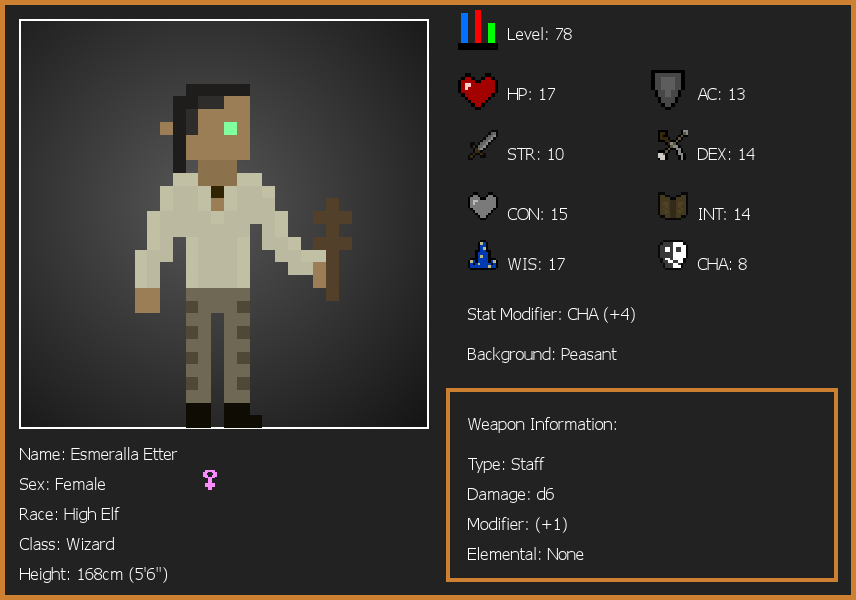 Level: 78
HP: 17
AC: 13
STR: 10
DEX: 14
CON: 15
INT: 14
WIS: 17
CHA: 8
Stat Modifier: CHA (+4)
Background: Peasant
Weapon Information:
Type: Staff
Damage: d6
Modifier: (+1)
Elemental: None
Name: Esmeralla Etter
Sex: Female
Race: High Elf
Class: Wizard
Height: 168cm (5'6")